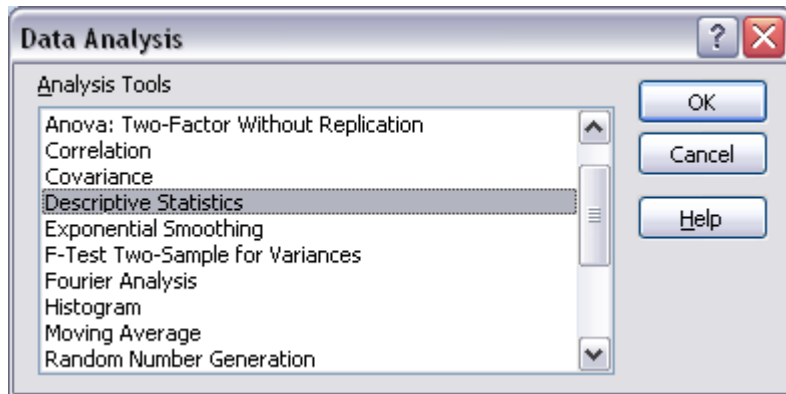 Data Analysis
Analysis Tools
Anova: Two-Factor Without Replication
Correlation
Covariance
Descriptive Statistics
Exponential Smoothing
F-Test Two-Sample for Variances
Fourier Analysis
Histogram
Moving Average
Random Number Generation
OK
Cancel
Help